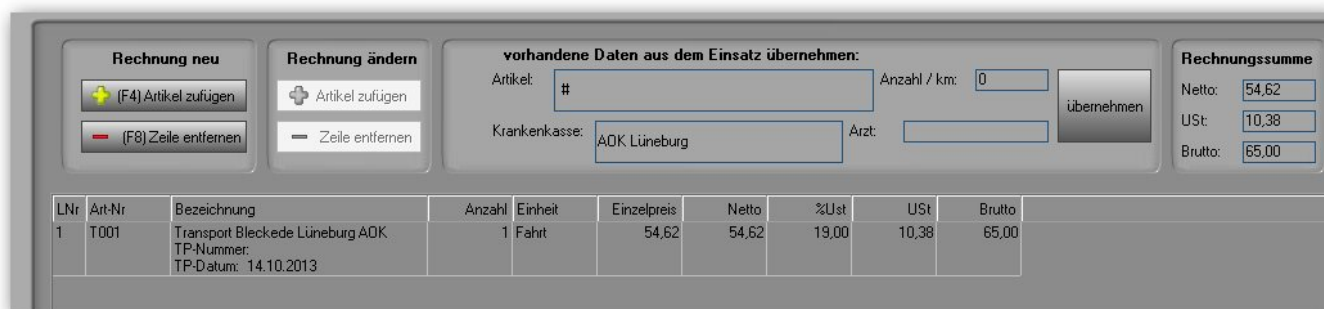 Rechnung neu
(F4) Artikel zufügen
(F8) Zeile entfernen
Rechnung ändern
Artikel zufügen
Zeile entfernen
vorhandene Daten aus dem Einsatz übernehmen:
Artikel: #
Anzahl / km: 0
Krankenkasse: AOK Lüneburg
Arzt:
übernehmen
Rechnungssumme
Netto: 54,62
USt: 10,38
Brutto: 65,00
LNr Art-Nr Bezeichnung Anzahl Einheit Einzelpreis Netto %Ust USt Brutto
1 T001 Transport Bleckede Lüneburg AOK 1 Fahrt 54,62 54,62 19,00 10,38 65,00
TP-Nummer:
TP-Datum: 14.10.2013